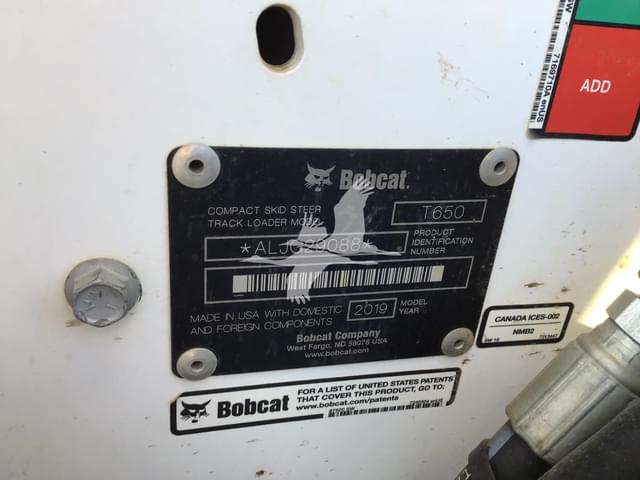 7169710AenUS
ADD
Bobcat
COMPACT SKID STEER
TRACK LOADER MODEL
T650
*ALJG29088*
PRODUCT
IDENTIFICATION
NUMBER
MADE IN USA WITH DOMESTIC
AND FOREIGN COMPONENTS
2019
MODEL
YEAR
Bobcat Company
West Fargo, ND 58078 USA
www.bobcat.com
CANADA ICES-002
NMB2
Bobcat
FOR A LIST OF UNITED STATES PATENTS
THAT COVER THIS PRODUCT, GO TO:
www.bobcat.com/patents